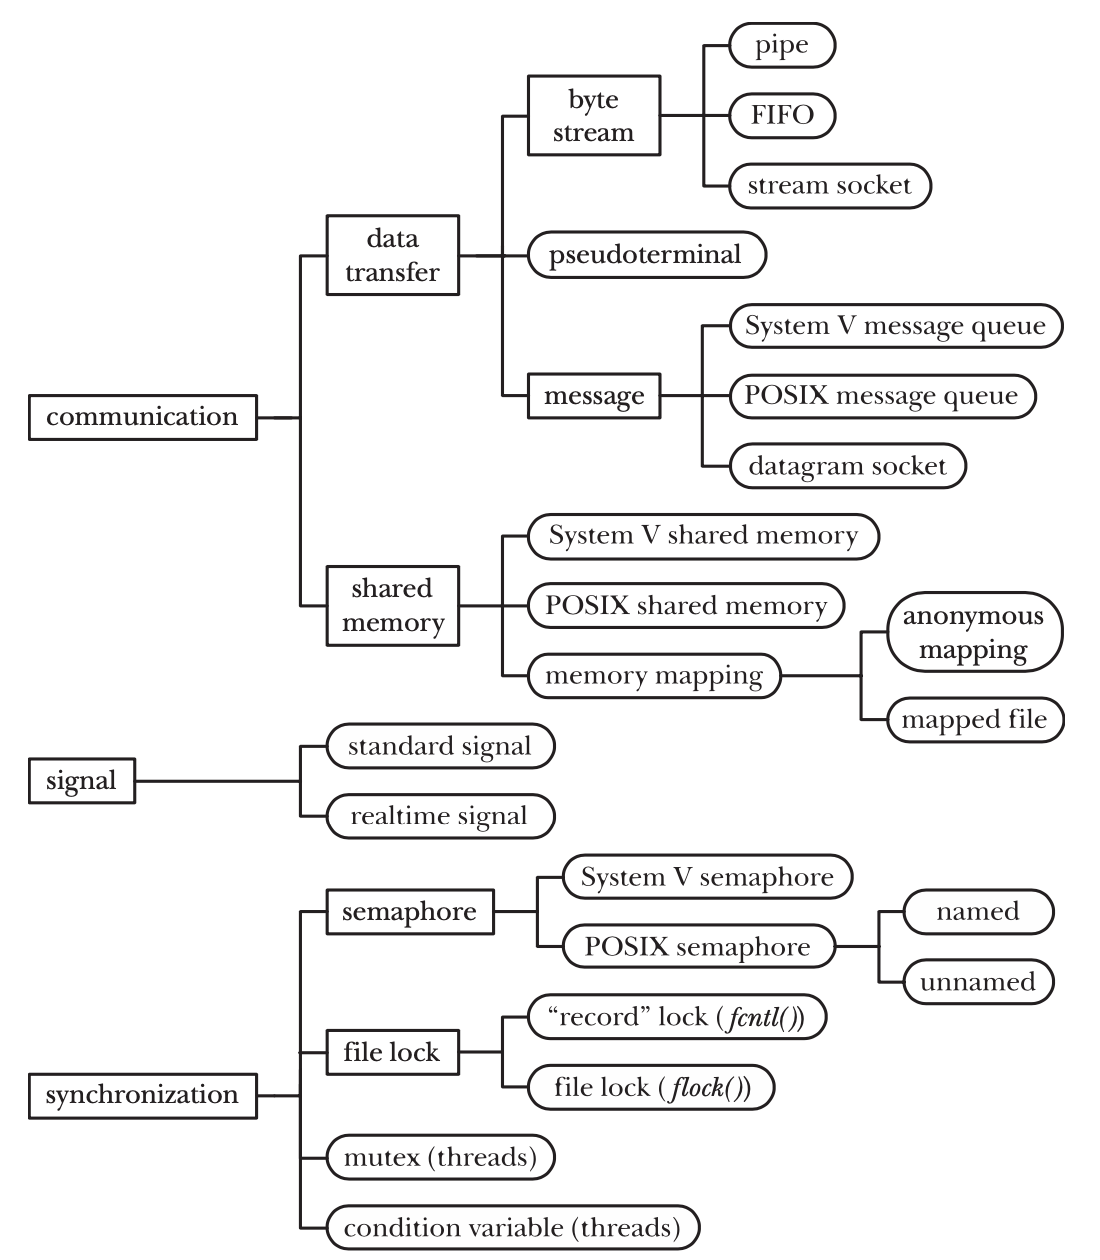 pipe
byte
stream
FIFO
stream socket
data
transfer
pseudoterminal
System V message queue
message
POSIX message queue
datagram socket
communication
System V shared memory
shared
memory
POSIX shared memory
memory mapping
anonymous
mapping
mapped file
standard signal
signal
realtime signal
System V semaphore
semaphore
POSIX semaphore
named
unnamed
“record” lock (fcntl())
file lock
file lock (flock())
synchronization
mutex (threads)
condition variable (threads)